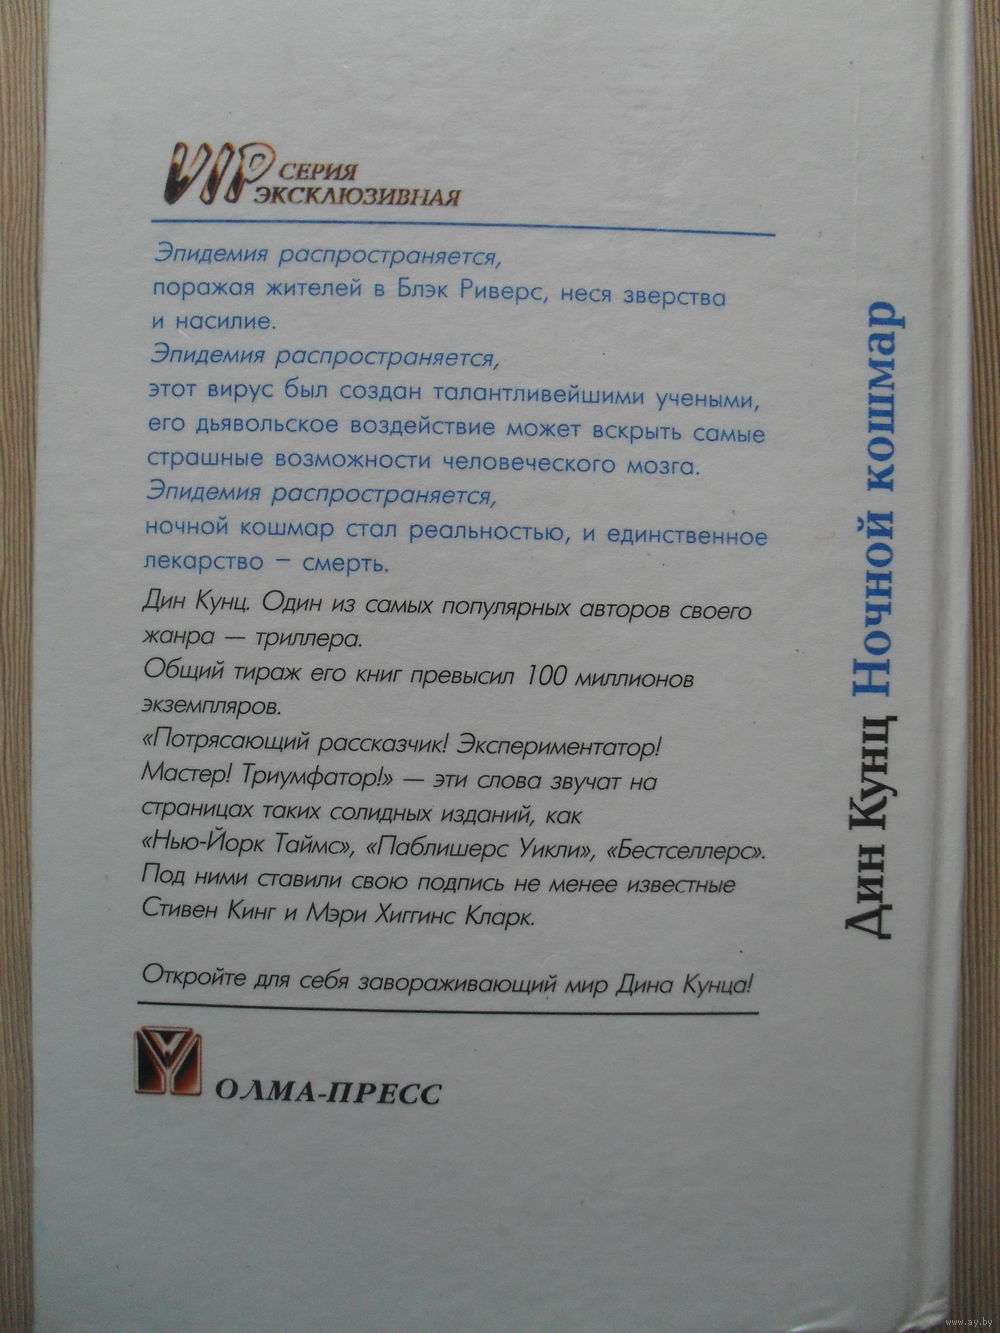 VIP СЕРИЯ
ЭКСКЛЮЗИВНАЯ
Эпидемия распространяется,
поражая жителей в Блэк Риверс, неся зверства
и насилие.
Эпидемия распространяется,
этот вирус был создан талантливейшими учеными,
его дьявольское воздействие может вскрыть самые
страшные возможности человеческого мозга.
Эпидемия распространяется,
ночной кошмар стал реальностью, и единственное
лекарство – смерть.
Дин Кунц. Один из самых популярных авторов своего
жанра — триллера.
Общий тираж его книг превысил 100 миллионов
экземпляров.
«Потрясающий рассказчик! Экспериментатор!
Мастер! Триумфатор!» — эти слова звучат на
страницах таких солидных изданий, как
«Нью-Йорк Таймс», «Паблишерс Уикли», «Бестселлерс».
Под ними ставили свою подпись не менее известные
Стивен Кинг и Мэри Хиггинс Кларк.
Откройте для себя завораживающий мир Дина Кунца!
ОЛМА-ПРЕСС
Дин Кунц Ночной кошмар
www.ay.by